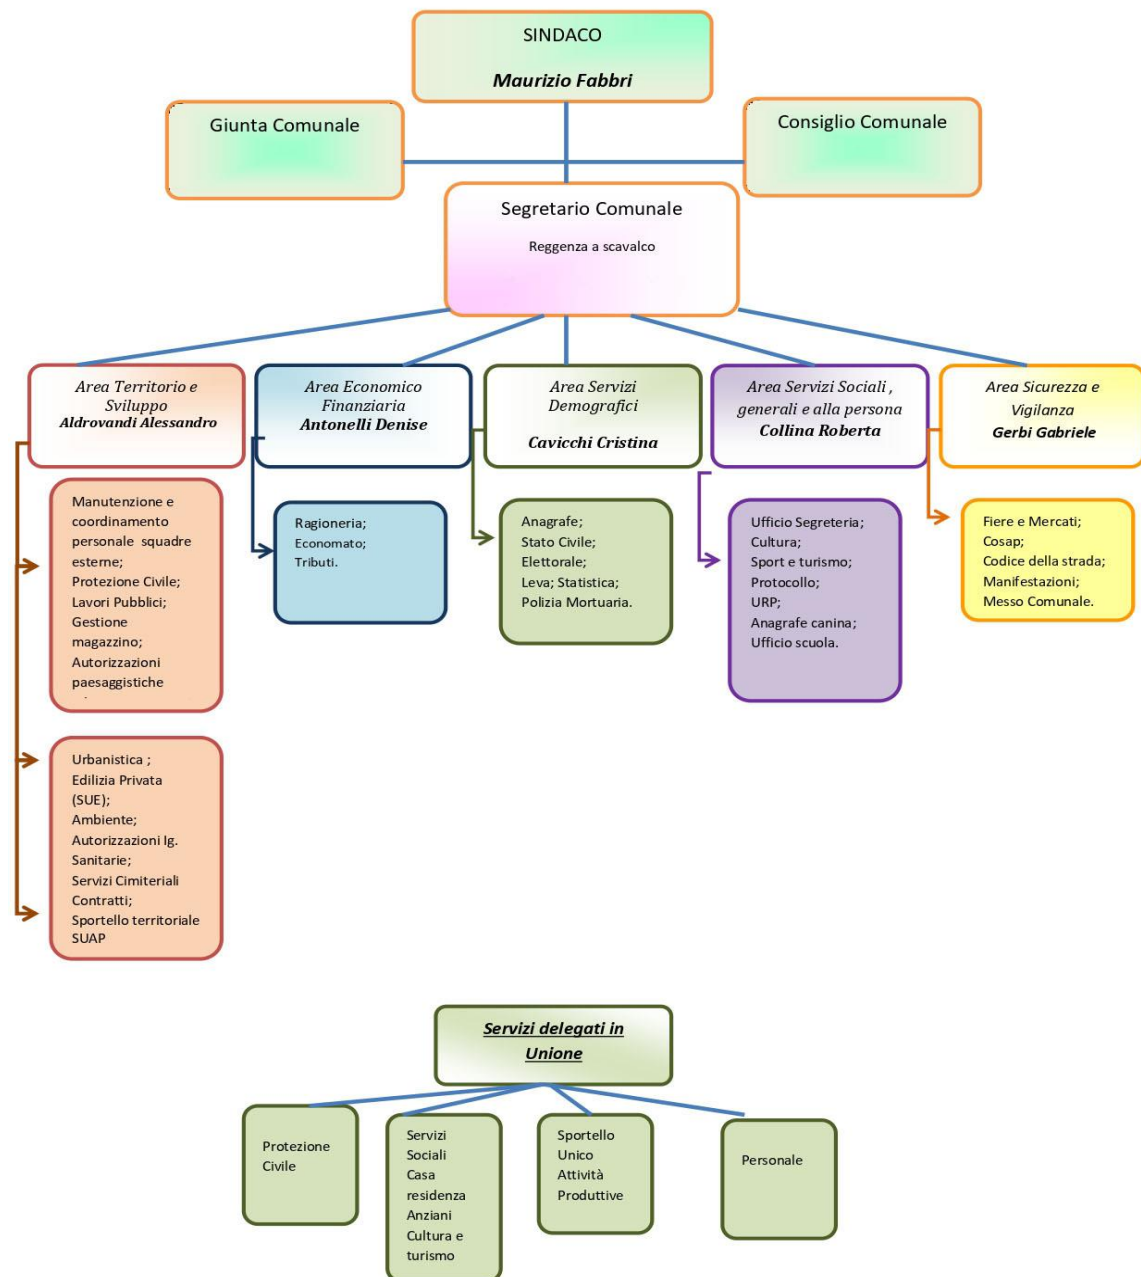 SINDACO
Maurizio Fabbri
Giunta Comunale
Consiglio Comunale
Segretario Comunale
Reggenza a scavalco
Area Territorio e
Sviluppo
Aldrovandi Alessandro
Area Economico
Finanziaria
Antonelli Denise
Area Servizi
Demografici
Cavicchi Cristina
Area Servizi Sociali ,
generali e alla persona
Collina Roberta
Area Sicurezza e
Vigilanza
Gerbi Gabriele
Manutenzione e
coordinamento
personale squadre
esterne;
Protezione Civile;
Lavori Pubblici;
Gestione
magazzino;
Autorizzazioni
paesaggistiche
Ragioneria;
Economato;
Tributi.
Anagrafe;
Stato Civile;
Elettorale;
Leva; Statistica;
Polizia Mortuaria.
Ufficio Segreteria;
Cultura;
Sport e turismo;
Protocollo;
URP;
Anagrafe canina;
Ufficio scuola.
Fiere e Mercati;
Cosap;
Codice della strada;
Manifestazioni;
Messo Comunale.
Urbanistica ;
Edilizia Privata
(SUE);
Ambiente;
Autorizzazioni Ig.
Sanitarie;
Servizi Cimiteriali
Contratti;
Sportello territoriale
SUAP
Servizi delegati in
Unione
Protezione
Civile
Servizi
Sociali
Casa
residenza
Anziani
Cultura e
turismo
Sportello
Unico
Attività
Produttive
Personale